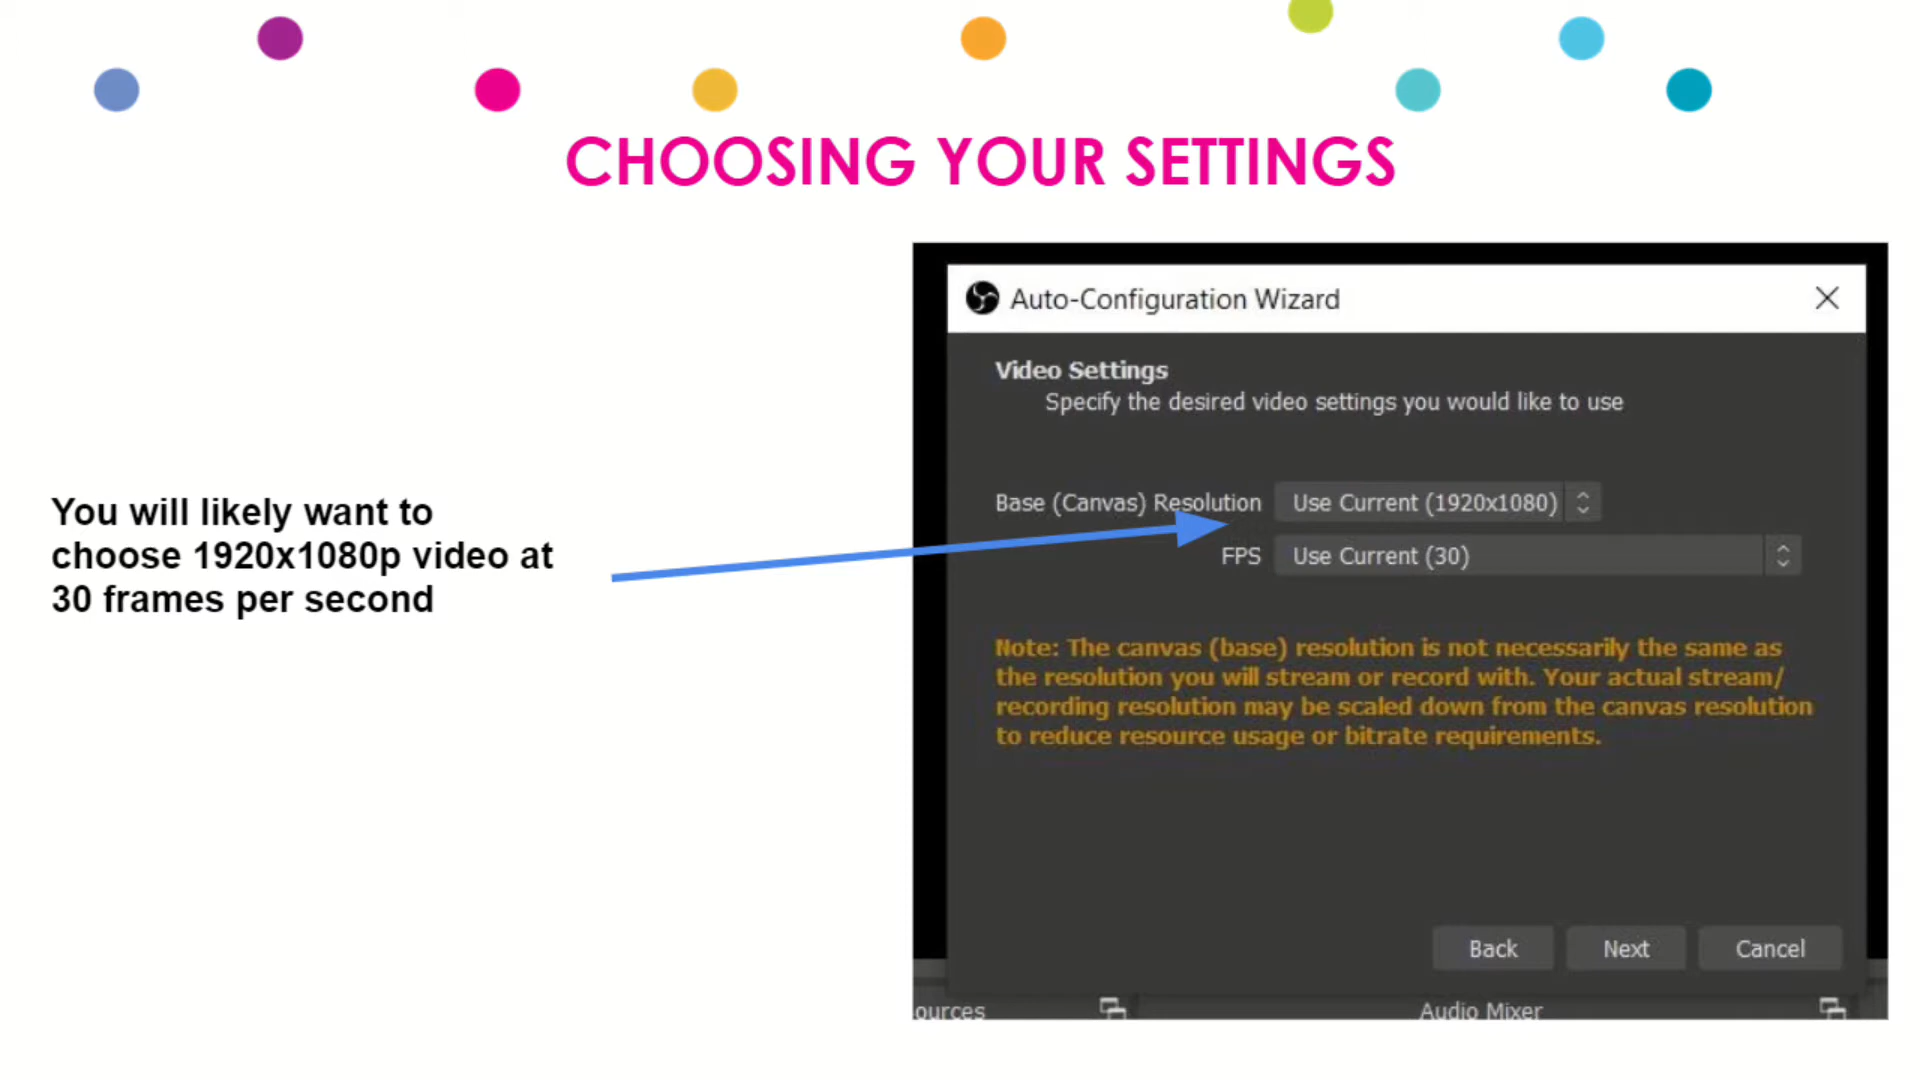 CHOOSING YOUR SETTINGS
You will likely want to
choose 1920x1080p video at
30 frames per second
Auto-Configuration Wizard
Video Settings
Specify the desired video settings you would like to use
Base (Canvas) Resolution Use Current (1920x1080)
FPS Use Current (30)
Note: The canvas (base) resolution is not necessarily the same as
the resolution you will stream or record with. Your actual stream/
recording resolution may be scaled down from the canvas resolution
to reduce resource usage or bitrate requirements.
Back Next Cancel
ources Audio Mixer